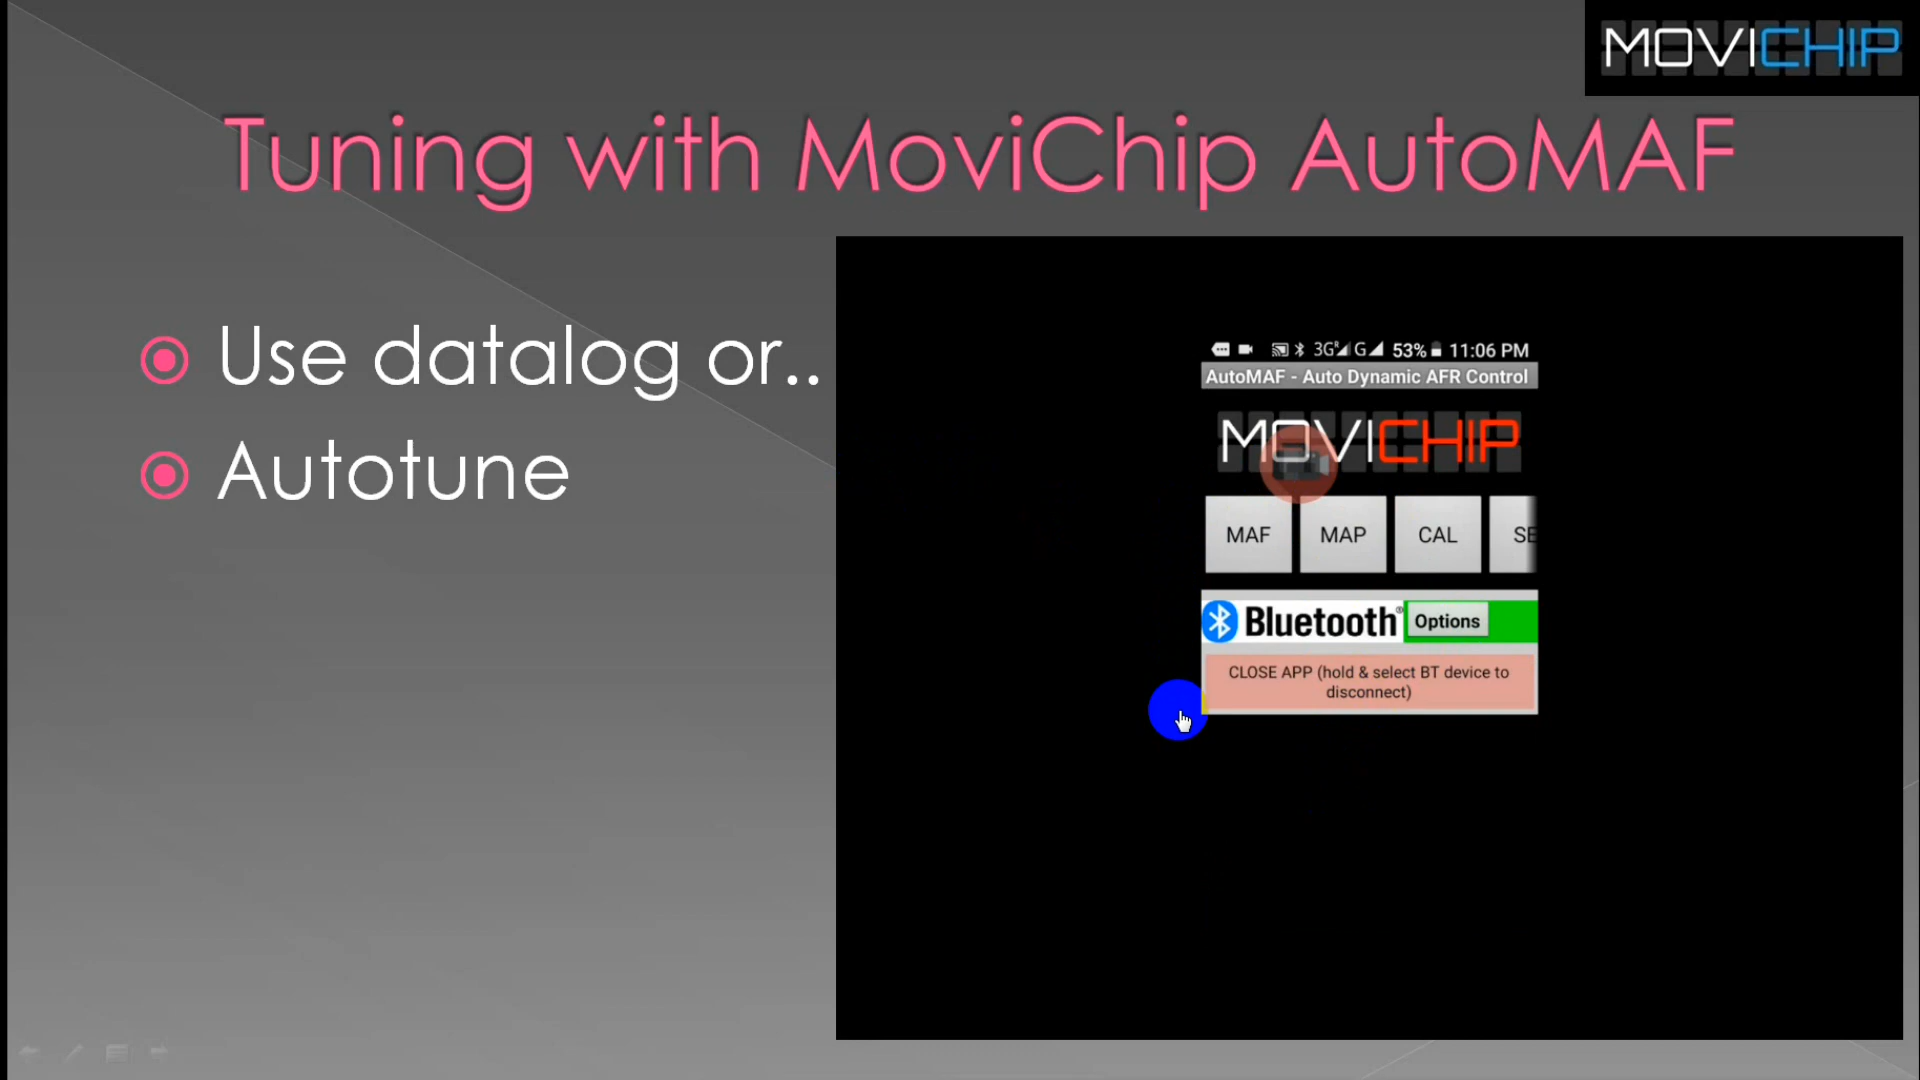 MOVICHIP
Tuning with MoviChip AutoMAF
Use datalog or..
Autotune
3G R G 53% 11:06 PM
AutoMAF - Auto Dynamic AFR Control
MOVICHIP
MAF MAP CAL SE
Bluetooth® Options
CLOSE APP (hold & select BT device to
disconnect)